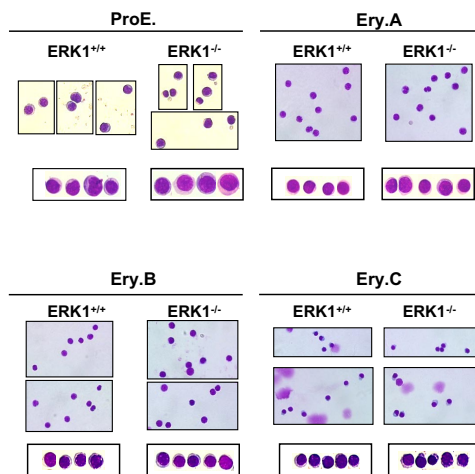 ProE.
ERK1+/+ ERK1-/-
Ery.A
ERK1+/+ ERK1-/-
Ery.B
ERK1+/+ ERK1-/-
Ery.C
ERK1+/+ ERK1-/-